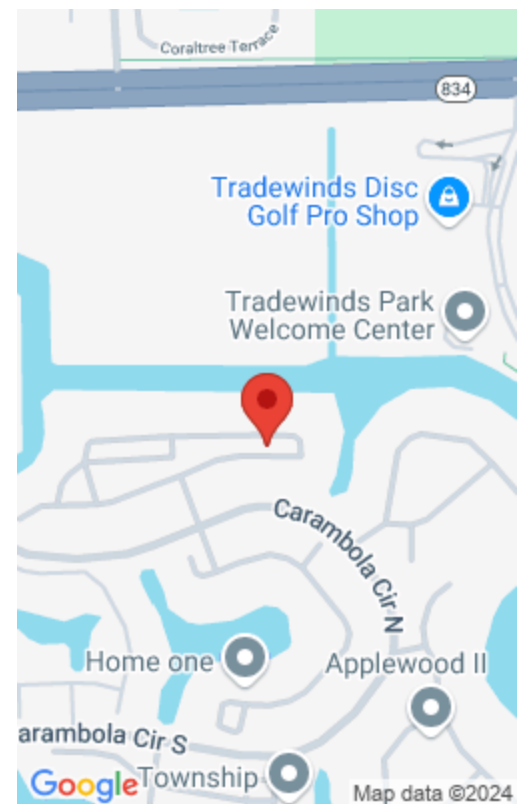 Coraltree Terrace
834
Tradewinds Disc
Golf Pro Shop
Tradewinds Park
Welcome Center
Carambola Cir N
Home one
Applewood II
arambola Cir S
Township
Google
Map data ©2024